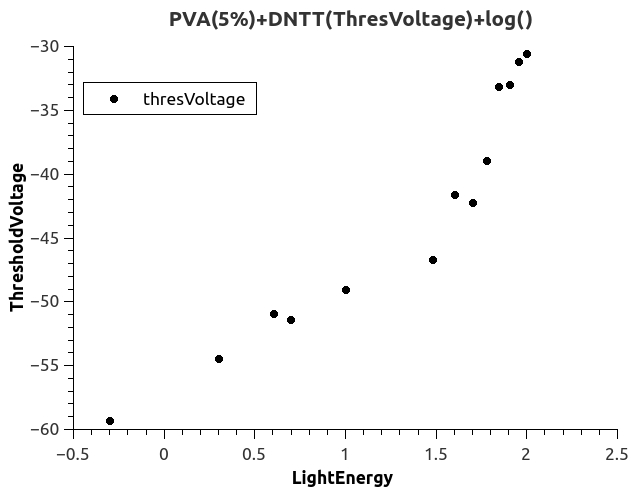 PVA(5%)+DNTT(ThresVoltage)+log()
−30
thresVoltage
−35
−40
−45
−50
−55
−60
ThresholdVoltage
−0.5 0 0.5 1 1.5 2 2.5
LightEnergy